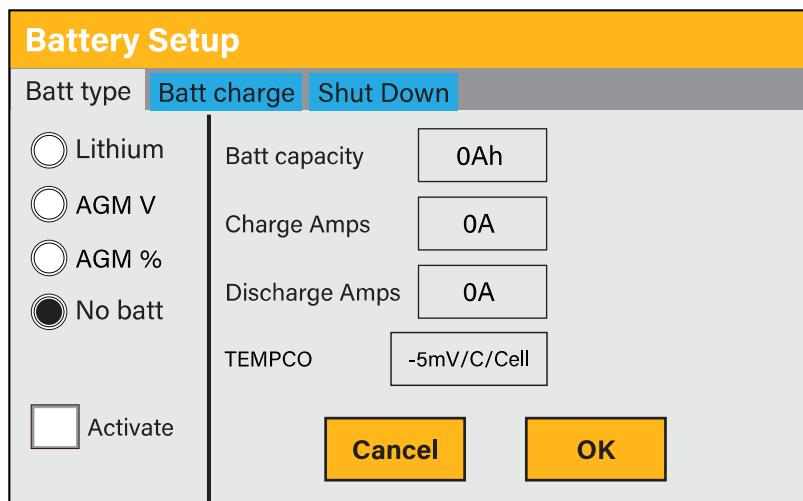 Battery Setup
Batt type Batt charge Shut Down
Lithium
AGM V
AGM %
No batt
Activate
Batt capacity 0Ah
Charge Amps 0A
Discharge Amps 0A
TEMPCO -5mV/C/Cell
Cancel OK